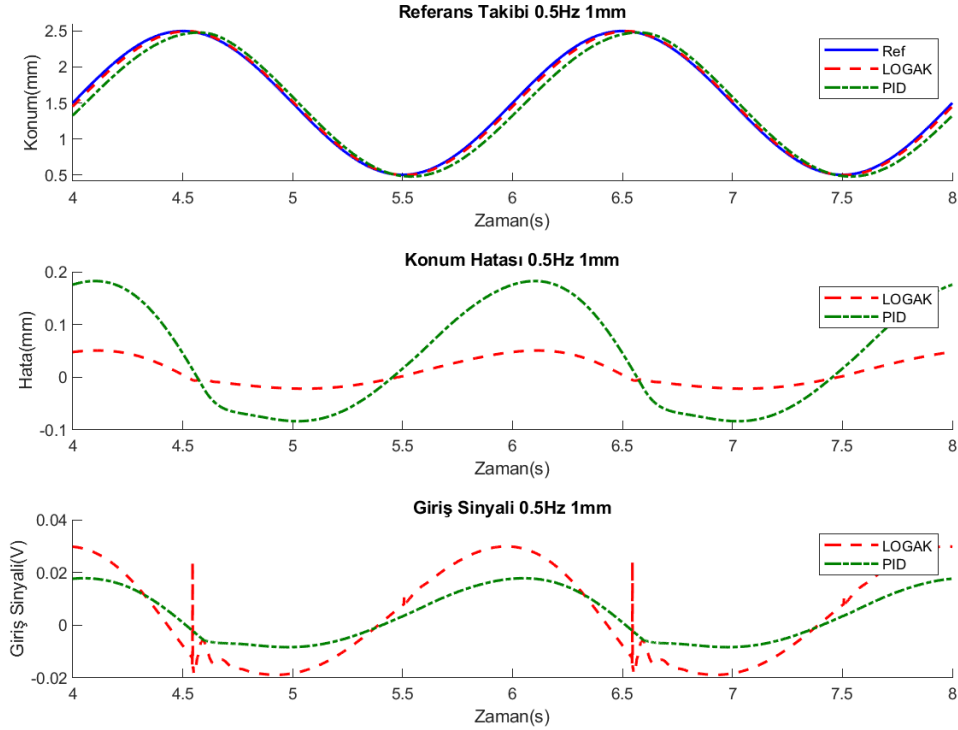 Referans Takibi 0.5Hz 1mm
Konum(mm)
2.5
2
1.5
1
0.5
Ref
LOGAK
PID
4 4.5 5 5.5 6 6.5 7 7.5 8
Zaman(s)
Konum Hatası 0.5Hz 1mm
Hata(mm)
0.2
0.1
0
-0.1
LOGAK
PID
4 4.5 5 5.5 6 6.5 7 7.5 8
Zaman(s)
Giriş Sinyali 0.5Hz 1mm
Giriş Sinyali(V)
0.04
0.02
0
-0.02
LOGAK
PID
4 4.5 5 5.5 6 6.5 7 7.5 8
Zaman(s)